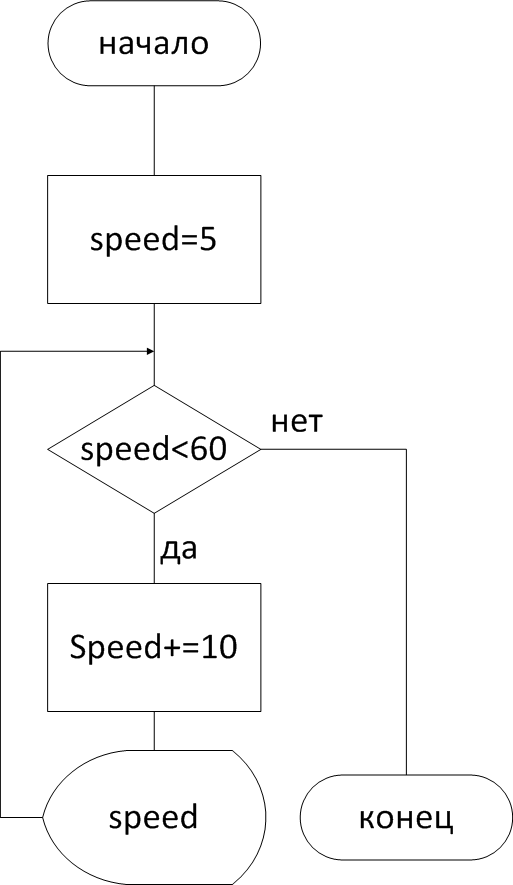 начало
speed=5
speed<60
нет
да
Speed+=10
speed
конец